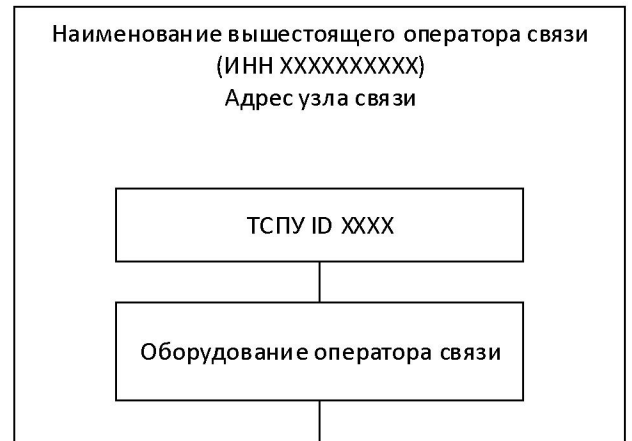 Наименование вышестоящего оператора связи
(ИНН XXXXXXXXXX)
Адрес узла связи
ТСПУ ID XXXX
Оборудование оператора связи